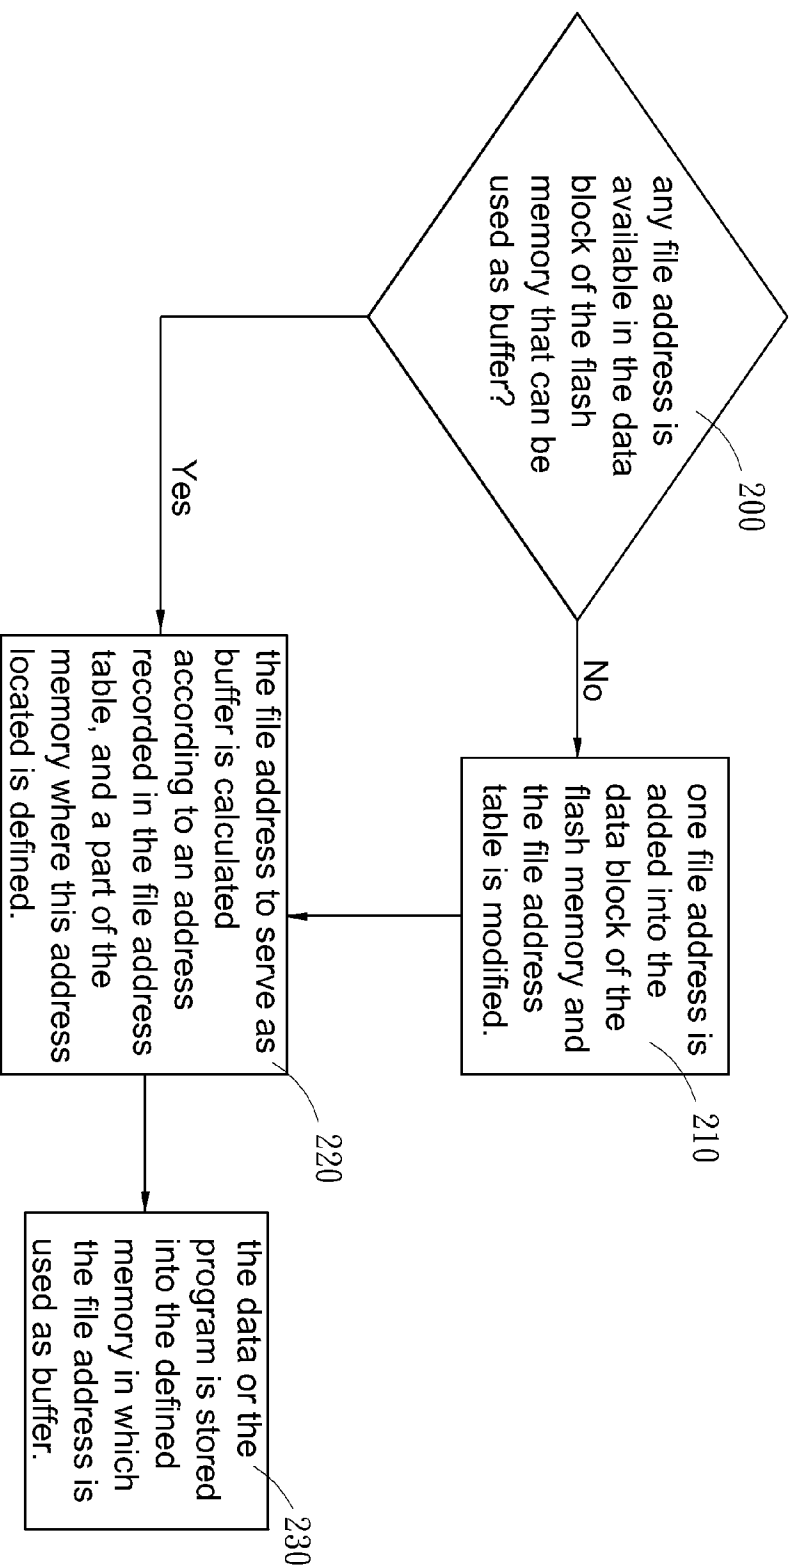 any file address is
available in the data
block of the flash
memory that can be
used as buffer?
200
No
one file address is
added into the
data block of the
flash memory and
the file address
table is modified.
210
Yes
the file address to serve as
buffer is calculated
according to an address
recorded in the file address
table, and a part of the
memory where this address
located is defined.
220
the data or the
program is stored
into the defined
memory in which
the file address is
used as buffer.
230